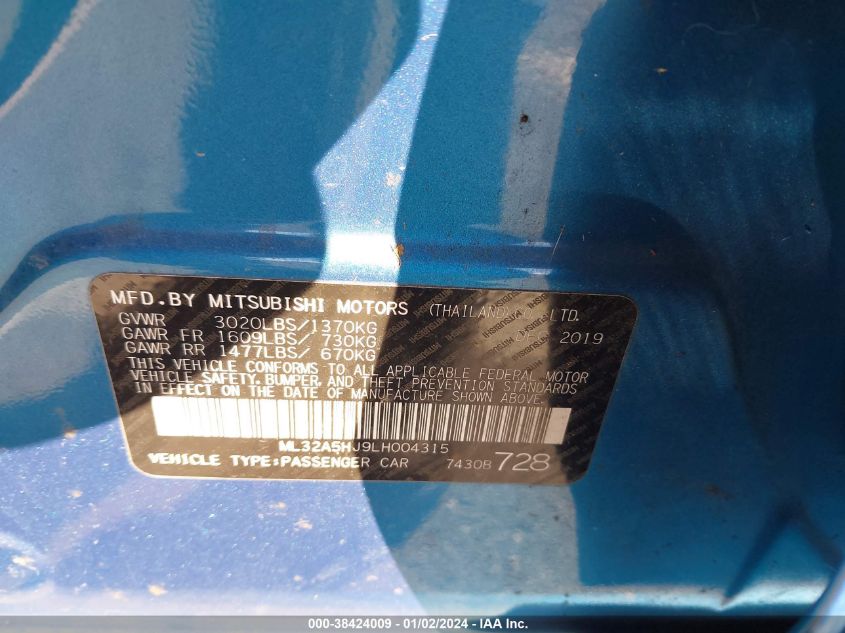 MFD.BY MITSUBISHI MOTORS (THAILAND) CO.,LTD.
GVWR 3020LBS/1370KG 2019
GAWR FR 1609LBS/ 730KG
GAWR RR 1477LBS/ 670KG
THIS VEHICLE CONFORMS TO ALL APPLICABLE FEDERAL MOTOR
VEHICLE SAFETY, BUMPER, AND THEFT PREVENTION STANDARDS
IN EFFECT ON THE DATE OF MANUFACTURE SHOWN ABOVE.
ML32A5HJ9LH004315
VEHICLE TYPE:PASSENGER CAR 7430B 728
000-38424009 - 01/02/2024 - IAA Inc.